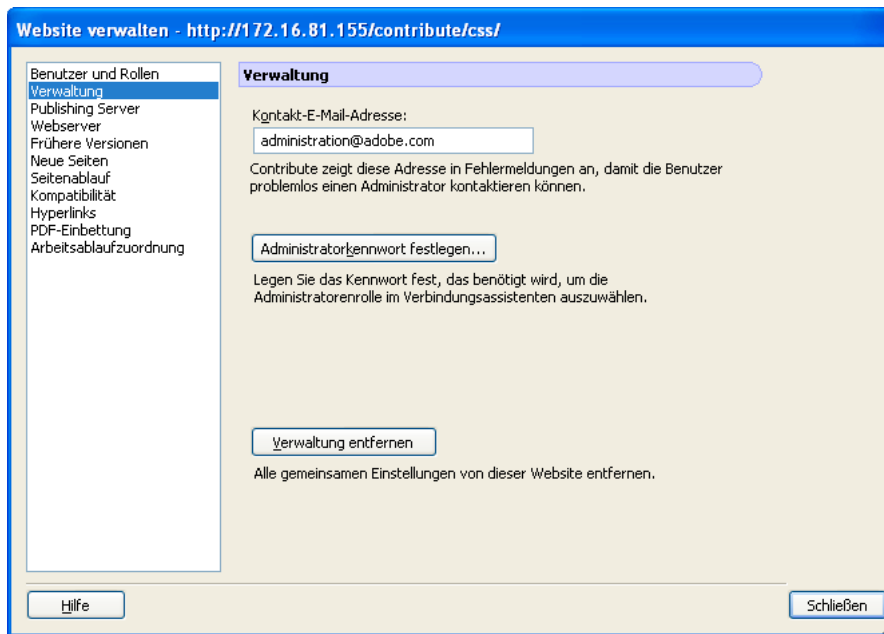 Website verwalten - http://172.16.81.155/contribute/css/
Benutzer und Rollen
Verwaltung
Publishing Server
Webserver
Frühere Versionen
Neue Seiten
Seitenablauf
Kompatibilität
Hyperlinks
PDF-Einbettung
Arbeitsablaufzuordnung
Verwaltung
Kontakt-E-Mail-Adresse:
administration@adobe.com
Contribute zeigt diese Adresse in Fehlermeldungen an, damit die Benutzer
problemlos einen Administrator kontaktieren können.
Administratorkennwort festlegen...
Legen Sie das Kennwort fest, das benötigt wird, um die
Administratorenrolle im Verbindungsassistenten auszuwählen.
Verwaltung entfernen
Alle gemeinsamen Einstellungen von dieser Website entfernen.
Hilfe
Schließen